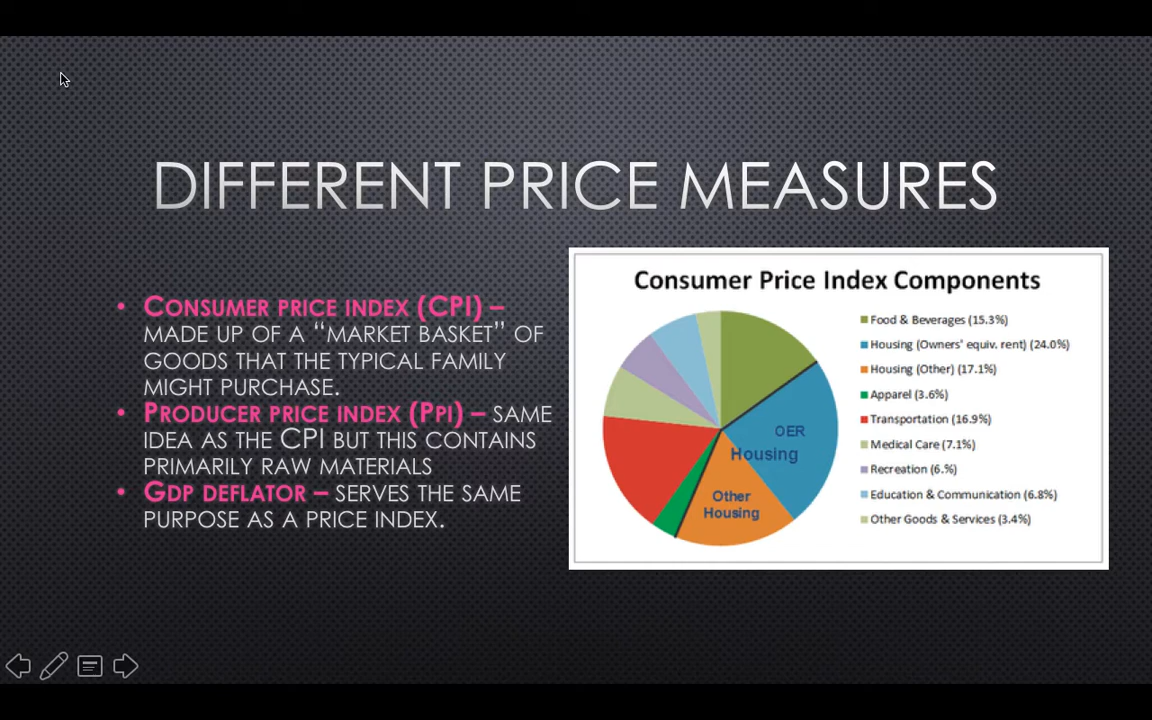 DIFFERENT PRICE MEASURES
• CONSUMER PRICE INDEX (CPI) –
MADE UP OF A “MARKET BASKET” OF
GOODS THAT THE TYPICAL FAMILY
MIGHT PURCHASE.
• PRODUCER PRICE INDEX (PPI) – SAME
IDEA AS THE CPI BUT THIS CONTAINS
PRIMARILY RAW MATERIALS
• GDP DEFLATOR – SERVES THE SAME
PURPOSE AS A PRICE INDEX.
Consumer Price Index Components
OER
Housing
Other
Housing
Food & Beverages (15.3%)
Housing (Owners' equiv. rent) (24.0%)
Housing (Other) (17.1%)
Apparel (3.6%)
Transportation (16.9%)
Medical Care (7.1%)
Recreation (6.%)
Education & Communication (6.8%)
Other Goods & Services (3.4%)